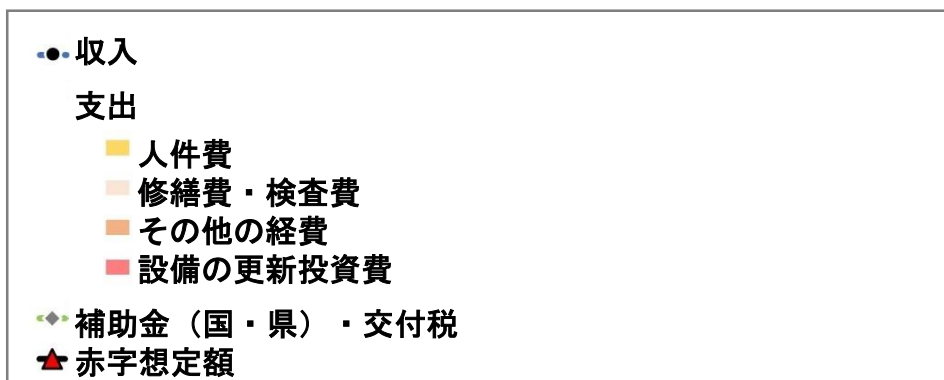 収入
支出
人件費
修繕費・検査費
その他の経費
設備の更新投資費
補助金（国・県）・交付税
赤字想定額